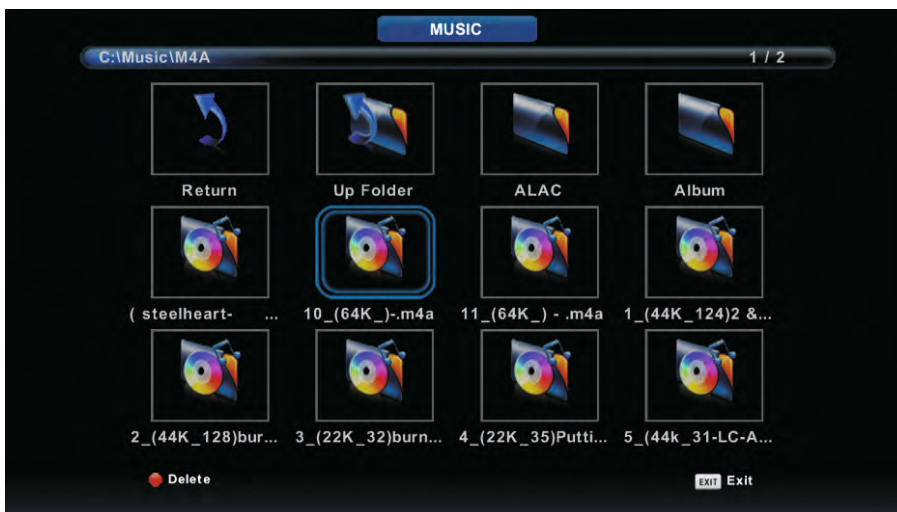 MUSIC
C:\Music\M4A 1 / 2
Return Up Folder ALAC Album
( steelheart- ... 10_(64K_)-.m4a 11_(64K_) - .m4a 1_(44K_124)2 &...
2_(44K_128)bur... 3_(22K_32)burn... 4_(22K_35)Putti... 5_(44k_31-LC-A...
Delete EXIT Exit